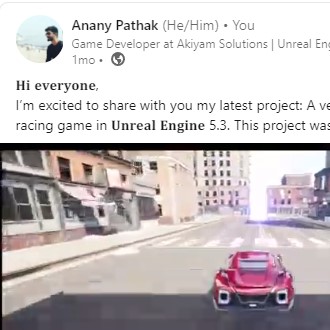 Anany Pathak (He/Him) • You
Game Developer at Akiyam Solutions | Unreal Eng
1mo •
Hi everyone,
I'm excited to share with you my latest project: A ve
racing game in Unreal Engine 5.3. This project was